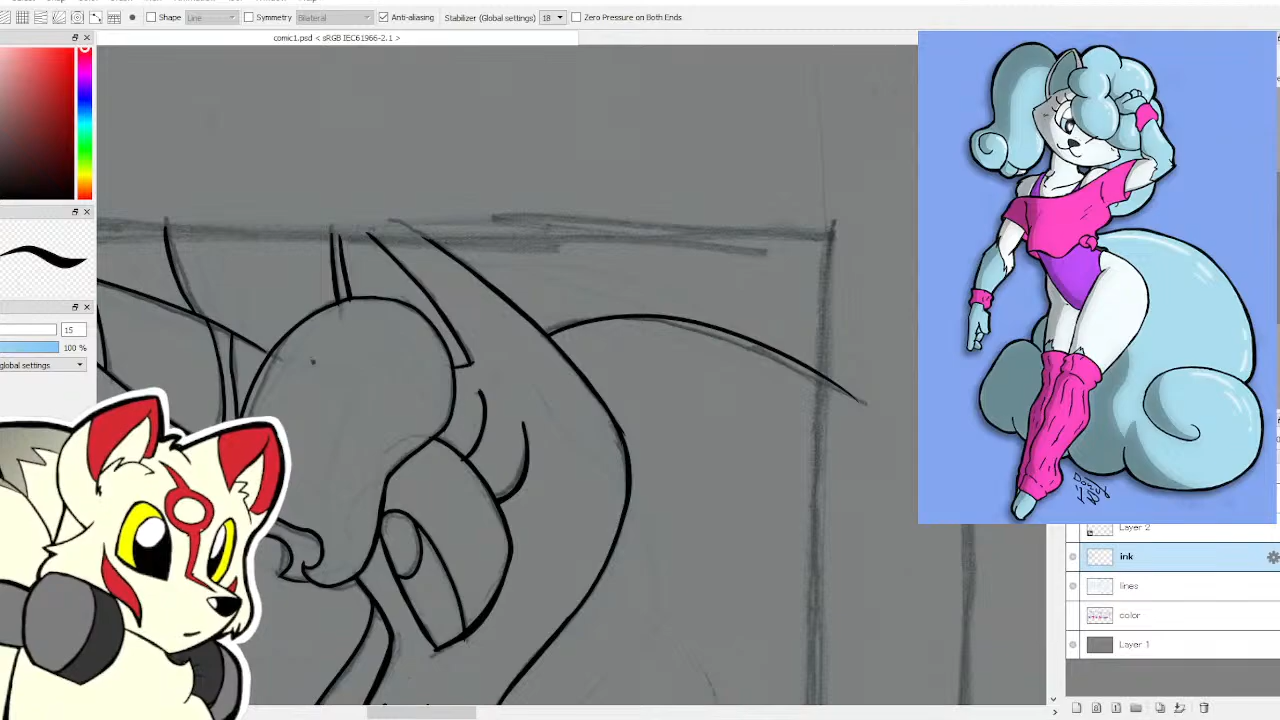 Shape Line Symmetry Bilateral Anti-aliasing Stabilizer (Global settings) 18 Zero Pressure on Both Ends
comic1.psd < sRGB IEC61966-2.1 >
15
100 %
global settings
Layer 2
ink
lines
color
Layer 1